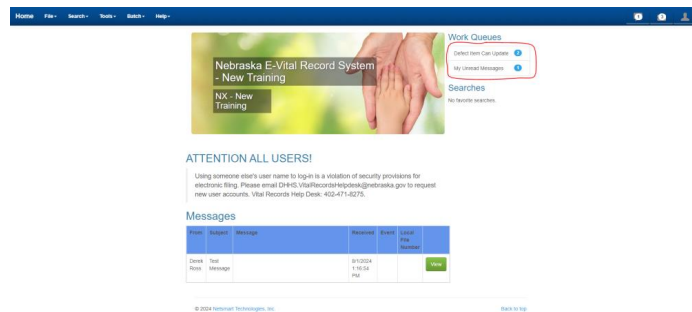 Home File Search Tools Batch Help
Work Queues
Defect Item Can Update 2
My Unread Messages
Searches
No favorite searches.
Nebraska E-Vital Record System
- New Training
NX - New
Training
ATTENTION ALL USERS!
Using someone else's user name to log-in is a violation of security provisions for
electronic filing. Please email DHHS.VitalRecordsHelpdesk@nebraska.gov to request
new user accounts. Vital Records Help Desk: 402-471-8275.
Messages
From Subject Message Received Event Local
File
Number
Derek Test 9/1/2024 View
Ross Message 1:16:54
PM
© 2024 Netsmart Technologies, Inc. Back to top